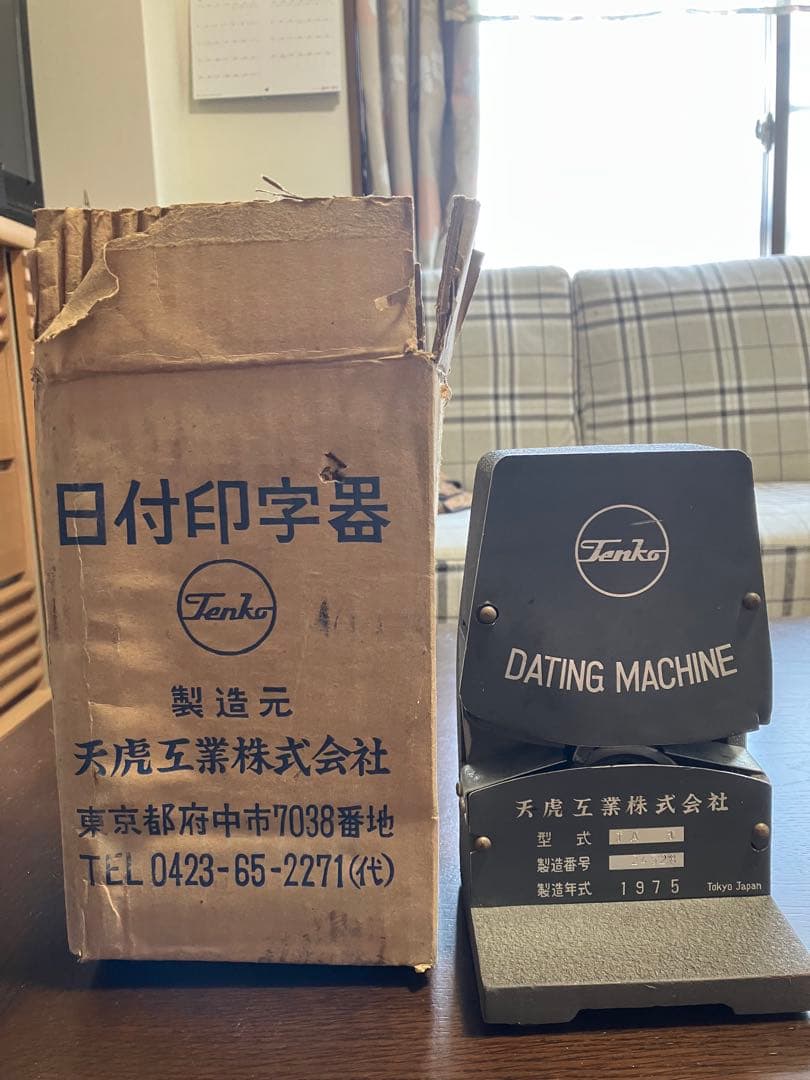 日付印字器
Tenko
製造元
天虎工業株式会社
東京都府中市7038番地
TEL 0423-65-2271(代)
Tenko
DATING MACHINE
天虎工業株式会社
型式
製造番号
製造年式 1975 Tokyo Japan